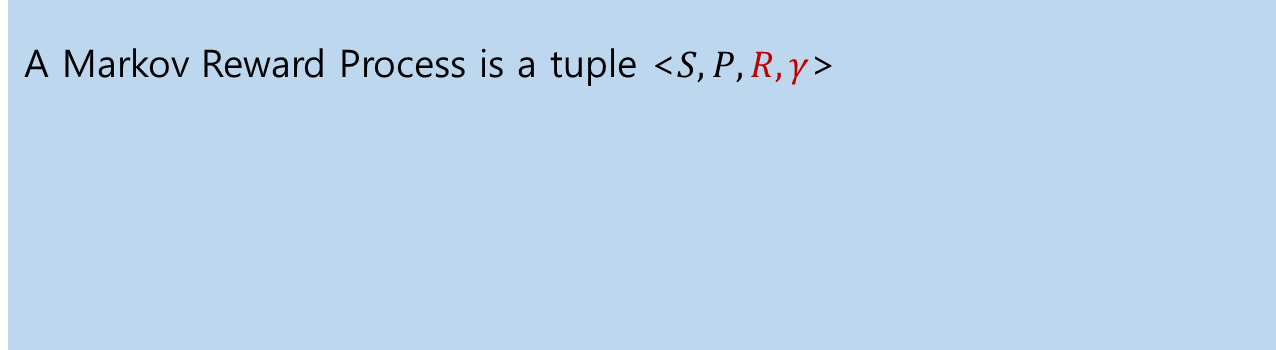 A Markov Reward Process is a tuple <𝑆, 𝑃, 𝑅, 𝛾>